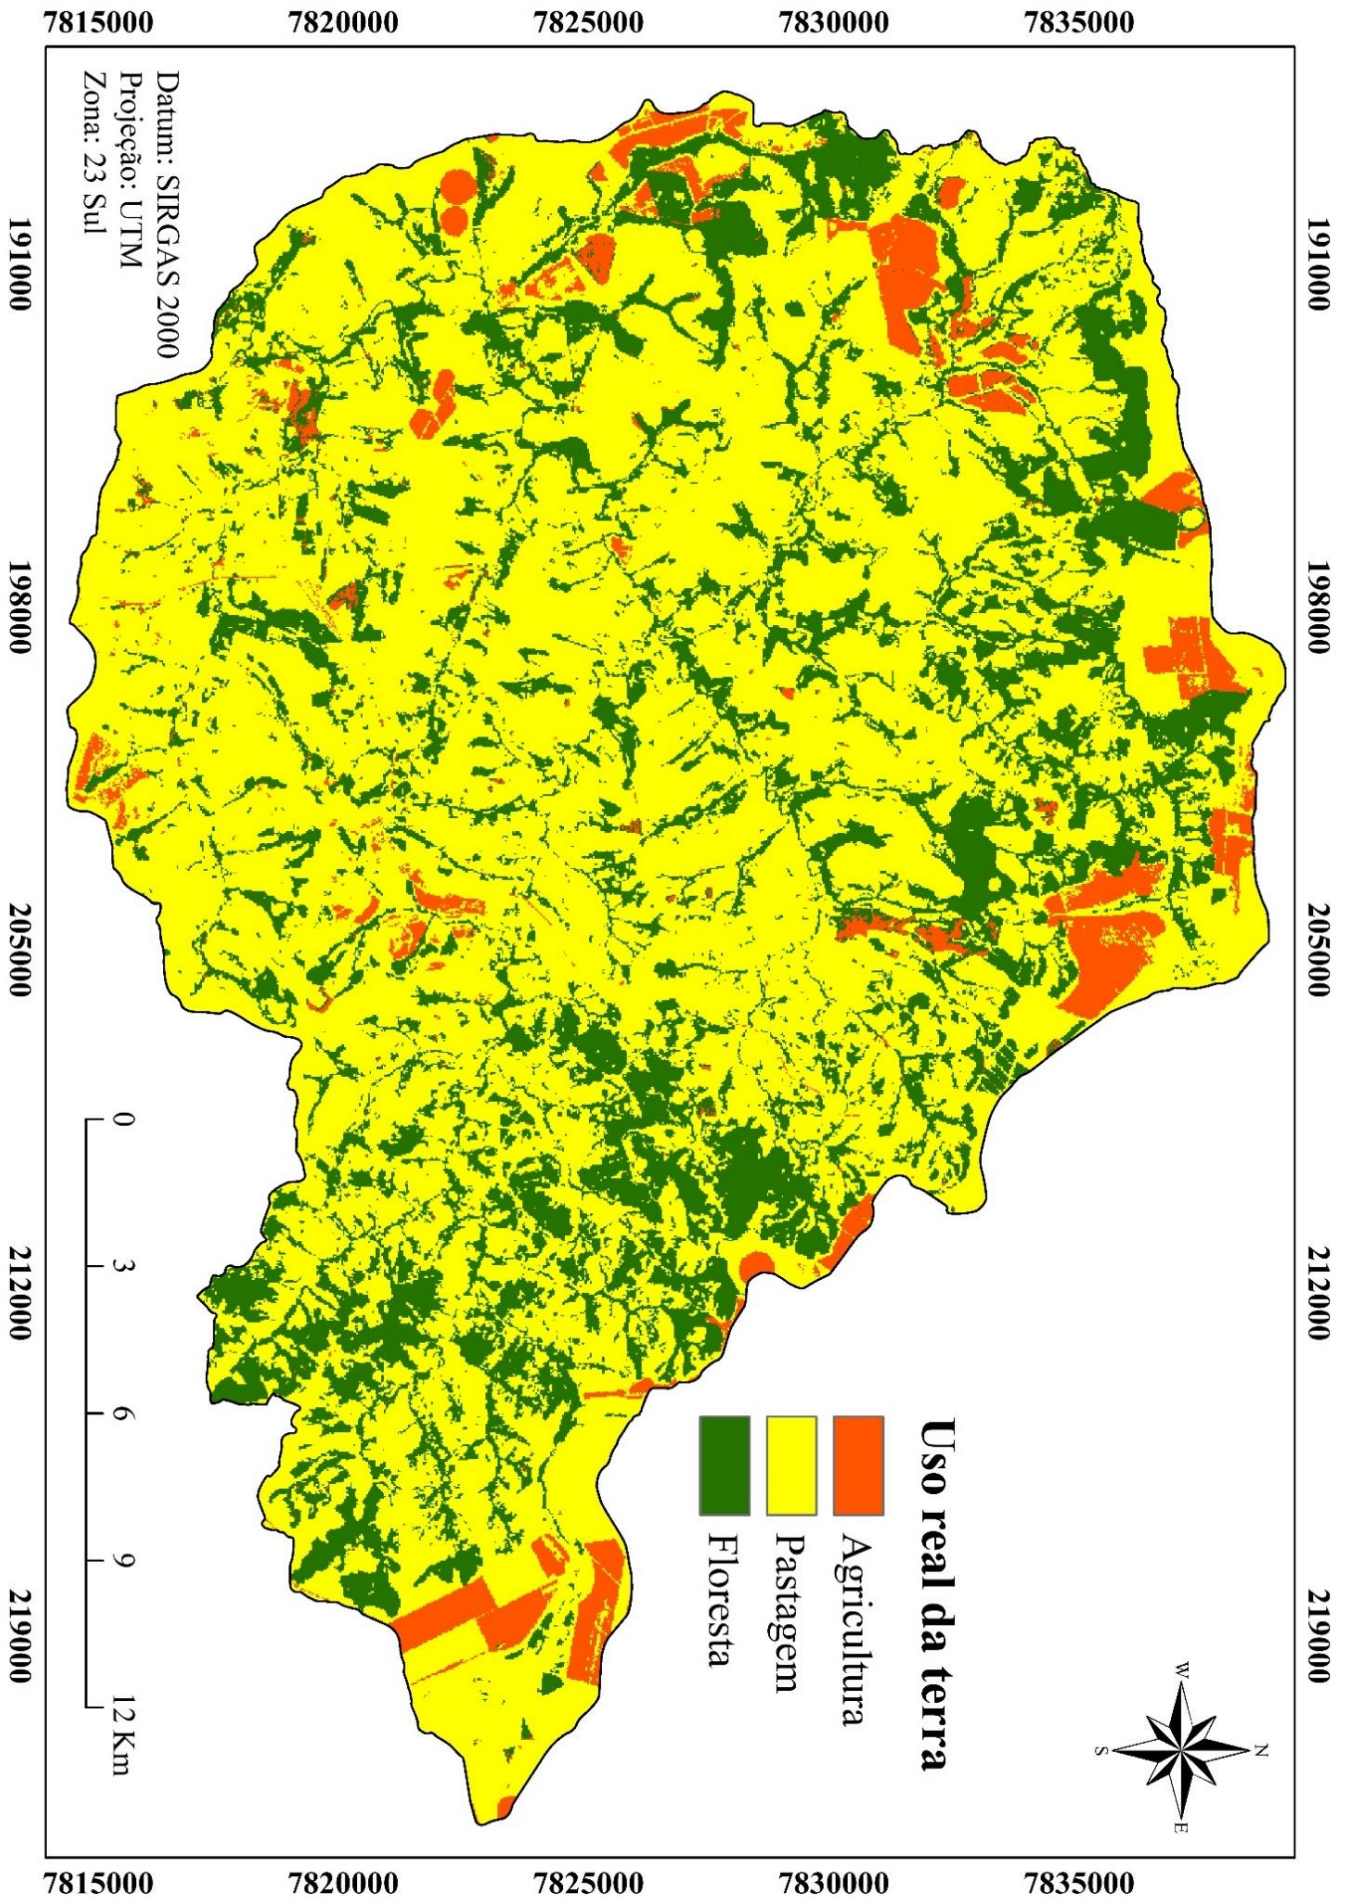 7815000 7820000 7825000 7830000 7835000
Datum: SIRGAS 2000
Projeção: UTM
Zona: 23 Sul
191000 191000
198000 198000
205000 205000
212000 212000
219000 219000
Uso real da terra
Agricultura
Pastagem
Floresta
0 3 6 9 12 Km
N
W
E
S
7815000 7820000 7825000 7830000 7835000